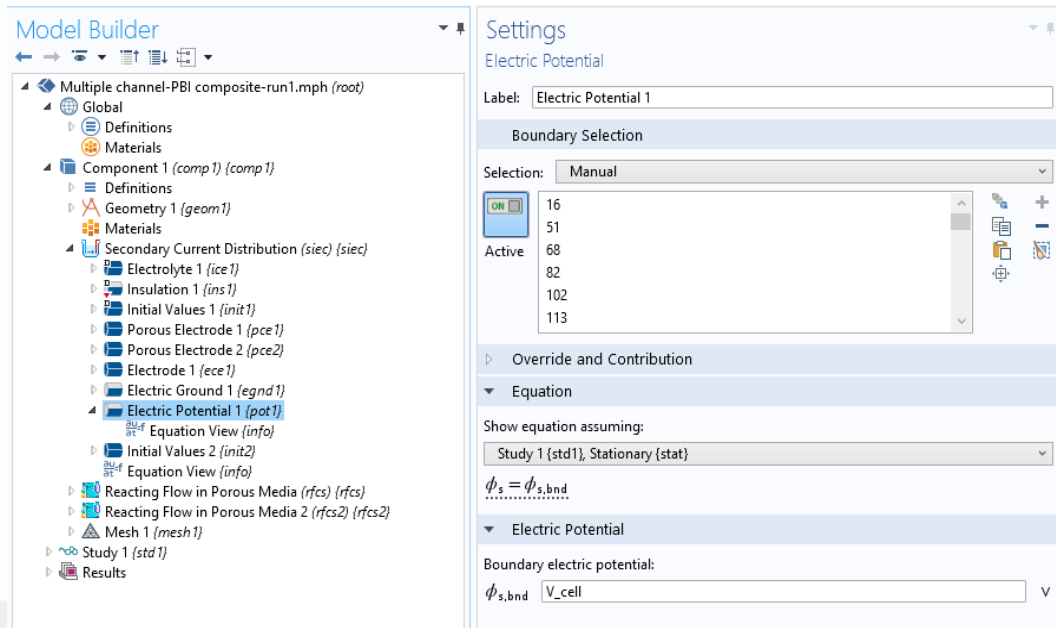 Model Builder
Multiple channel-PBI composite-run1.mph (root)
Global
Definitions
Materials
Component 1 (comp1) {comp1}
Definitions
Geometry 1 {geom1}
Materials
Secondary Current Distribution (siec) {siec}
Electrolyte 1 {ice1}
Insulation 1 {ins1}
Initial Values 1 {init1}
Porous Electrode 1 {pce1}
Porous Electrode 2 {pce2}
Electrode 1 {ece1}
Electric Ground 1 {egnd1}
Electric Potential 1 {pot1}
Equation View {info}
Initial Values 2 {init2}
Equation View {info}
Reacting Flow in Porous Media (rfcs) {rfcs}
Reacting Flow in Porous Media 2 (rfcs2) {rfcs2}
Mesh 1 {mesh1}
Study 1 {std1}
Results
Settings
Electric Potential
Label: Electric Potential 1
Boundary Selection
Selection: Manual
ON
Active
16
51
68
82
102
113
Override and Contribution
Equation
Show equation assuming:
Study 1 {std1}, Stationary {stat}
ϕs = ϕs,bnd
Electric Potential
Boundary electric potential:
ϕs,bnd V_cell V